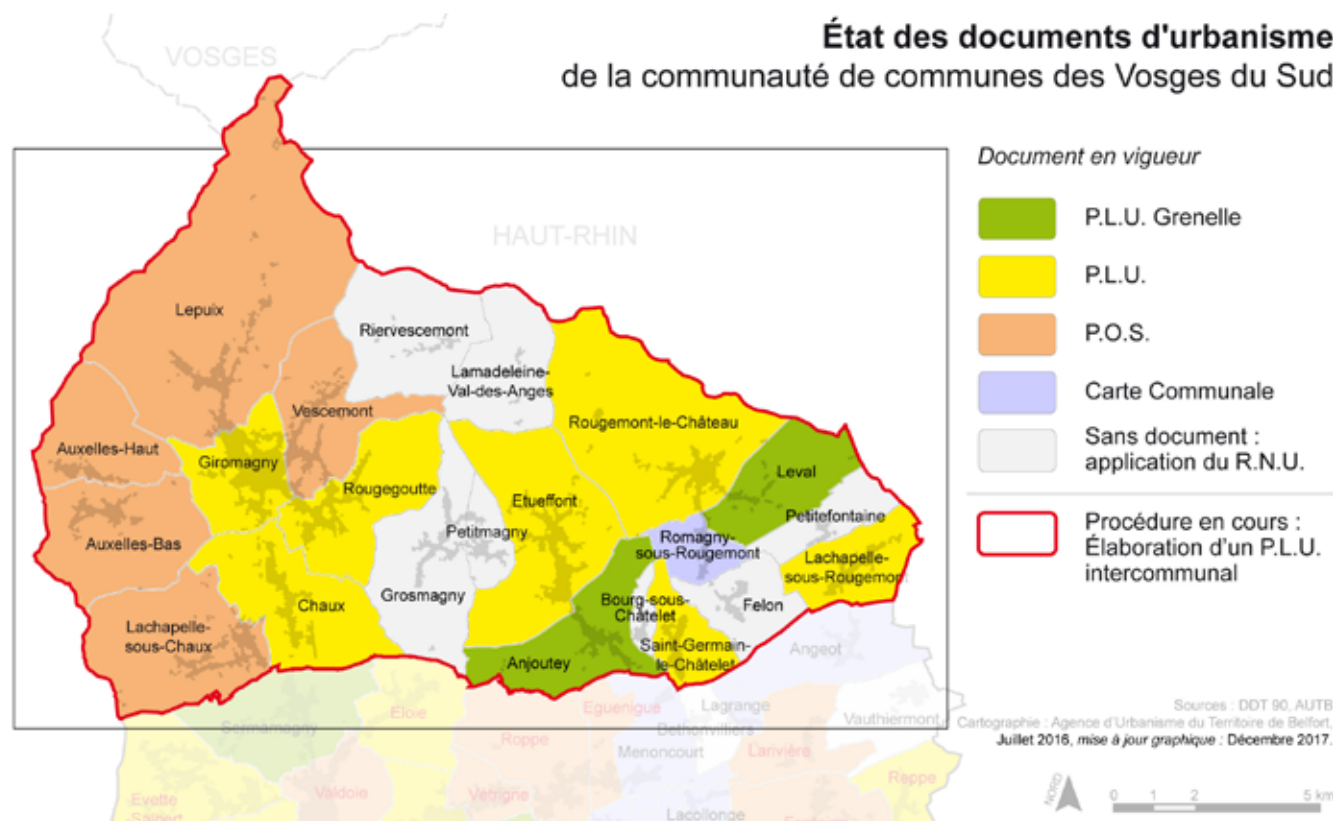 État des documents d'urbanisme
de la communauté de communes des Vosges du Sud
VOSGES
HAUT-RHIN
Document en vigueur
P.L.U. Grenelle
P.L.U.
P.O.S.
Carte Communale
Sans document :
application du R.N.U.
Procédure en cours :
Élaboration d'un P.L.U.
intercommunal
Lepuix
Riervescemont
Lamadeleine-
Val-des-Anges
Vescemont
Rougemont-le-Château
Auxelles-Haut
Giromagny
Leval
Rougegoutte
Etueffont
Petitefontaine
Petitmagny
Auxelles-Bas
Romagny-
sous-Rougemont
Lachapelle-
sous-Rougemont
Grosmagny
Chaux
Bourg-sous-
Châtelet
Felon
Lachapelle-
sous-Chaux
Saint-Germain-
le-Châtelet
Anjoutey
Angeot
Sermamagny
Eloie
Eguenigue
Lagrange
Bethonvilliers
Vauthiermont
Roppe
Menoncourt
Larivière
Reppe
Evette-
Salbert
Valdoie
Vétrigne
Lacollonge
Sources : DDT 90, AUTB
Cartographie : Agence d'Urbanisme du Territoire de Belfort.
Juillet 2016, mise à jour graphique : Décembre 2017.
NORD
0 1 2 5 km